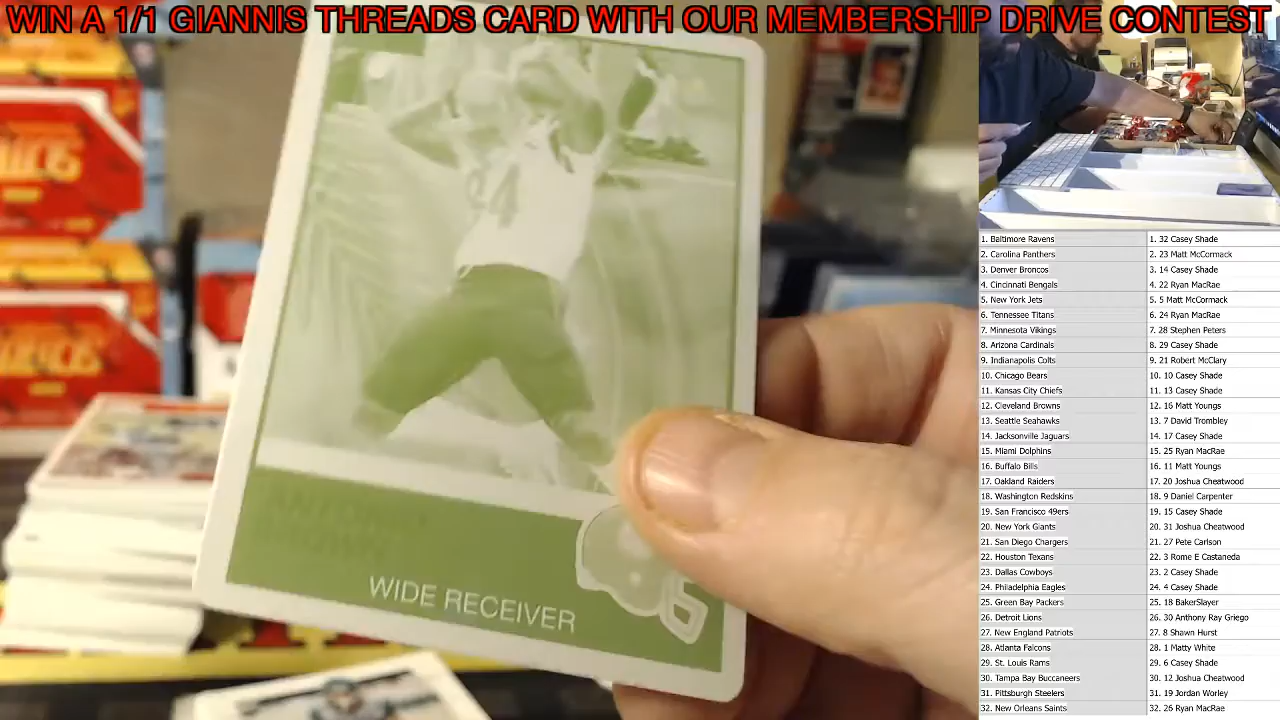 WIN A 1/1 GIANNIS THREADS CARD WITH OUR MEMBERSHIP DRIVE CONTEST
84
WIDE RECEIVER
1. Baltimore Ravens 1. 32 Casey Shade
2. Carolina Panthers 2. 23 Matt McCormack
3. Denver Broncos 3. 14 Casey Shade
4. Cincinnati Bengals 4. 22 Ryan MacRae
5. New York Jets 5. 5 Matt McCormack
6. Tennesee Titans 6. 24 Ryan MacRae
7. Minnesota Vikings 7. 28 Stephen Peters
8. Arizona Cardinals 8. 29 Casey Shade
9. Indianapolis Colts 9. 21 Robert McClary
10. Chicago Bears 10. 10 Casey Shade
11. Kansas City Chiefs 11. 13 Casey Shade
12. Cleveland Browns 12. 16 Matt Youngs
13. Seattle Seahawks 13. 7 David Trombley
14. Jacksonville Jaguars 14. 17 Casey Shade
15. Miami Dolphins 15. 25 Ryan MacRae
16. Buffalo Bills 16. 11 Matt Youngs
17. Oakland Raiders 17. 20 Joshua Cheatwood
18. Washington Redskins 18. 9 Daniel Carpenter
19. San Francisco 49ers 19. 15 Casey Shade
20. New York Giants 20. 31 Joshua Cheatwood
21. San Diego Chargers 21. 27 Pete Carlson
22. Houston Texans 22. 3 Rome E Castaneda
23. Dallas Cowboys 23. 2 Casey Shade
24. Philadelphia Eagles 24. 4 Casey Shade
25. Green Bay Packers 25. 18 BakerSlayer
26. Detroit Lions 26. 30 Anthony Ray Griego
27. New England Patriots 27. 8 Shawn Hurst
28. Atlanta Falcons 28. 1 Matty White
29. St. Louis Rams 29. 6 Casey Shade
30. Tampa Bay Buccaneers 30. 12 Joshua Cheatwood
31. Pittsburgh Steelers 31. 19 Jordan Worley
32. New Orleans Saints 32. 26 Ryan MacRae